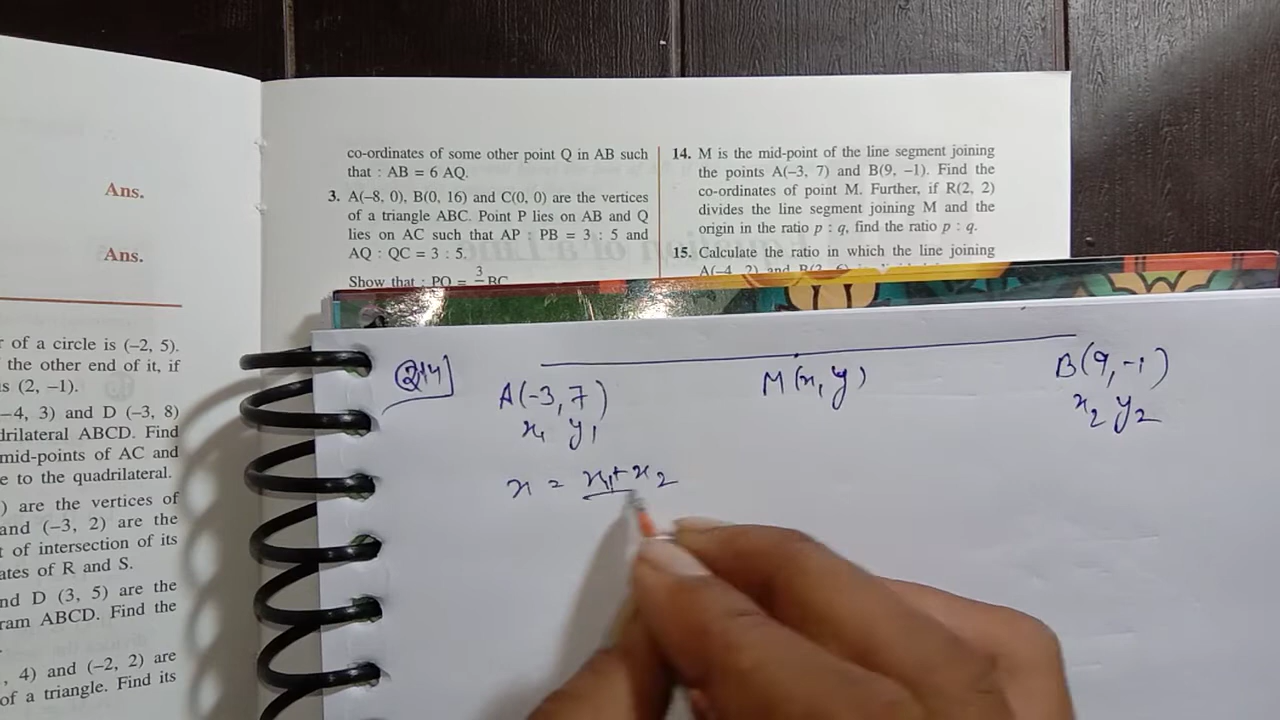 Ans.
Ans.
r of a circle is (–2, 5).
the other end of it, if
s (2, –1).
–4, 3) and D (–3, 8)
drilateral ABCD. Find
mid-points of AC and
e to the quadrilateral.
) are the vertices of
and (–3, 2) are the
t of intersection of its
ates of R and S.
nd D (3, 5) are the
ram ABCD. Find the
, 4) and (–2, 2) are
of a triangle. Find its
co-ordinates of some other point Q in AB such
that : AB = 6 AQ.
3. A(–8, 0), B(0, 16) and C(0, 0) are the vertices
of a triangle ABC. Point P lies on AB and Q
lies on AC such that AP : PB = 3 : 5 and
AQ : QC = 3 : 5.
Show that : PQ = 3 BC
14. M is the mid-point of the line segment joining
the points A(–3, 7) and B(9, –1). Find the
co-ordinates of point M. Further, if R(2, 2)
divides the line segment joining M and the
origin in the ratio p : q, find the ratio p : q.
15. Calculate the ratio in which the line joining
Q14]
A(-3, 7) M(x, y) B(9, -1)
x₁ y₁ x₂ y₂
x = x₁ + x₂